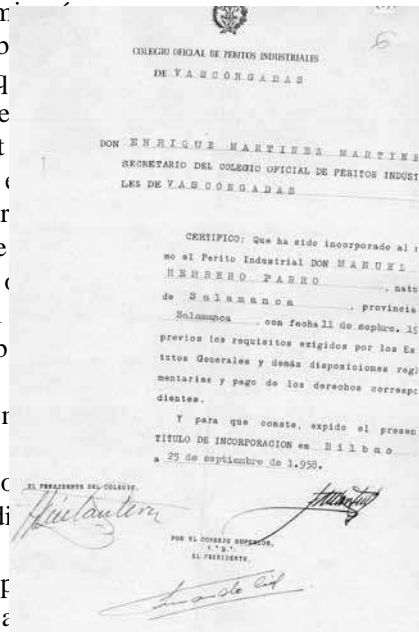 COLEGIO OFICIAL DE PERITOS INDUSTRIALES
DE VASCONGADAS
DON ENRIQUE MARTINEZ MARTINE
SECRETARIO DEL COLEGIO OFICIAL DE PERITOS INDUST
LES DE VASCONGADAS
CERTIFICO: Que ha sido incorporado al
mo el Perito Industrial DON MANUEL
HERRERO PARRO , natu
de Salamanca , provincia
Salamanca , con fecha 11 de sepbre. 19
previos los requisitos exigidos por los Es
tutos Generales y demás disposiciones regl
mentarias y pago de los derechos correspo
dientes.
Y para que conste, expido el presen
TITULO DE INCORPORACION en Bilbao
a 25 de septiembre de 1.958.
EL PRESIDENTE DEL COLEGIO,
POR EL CONSEJO SUPERIOR,
V.º B.º.
EL PRESIDENTE,